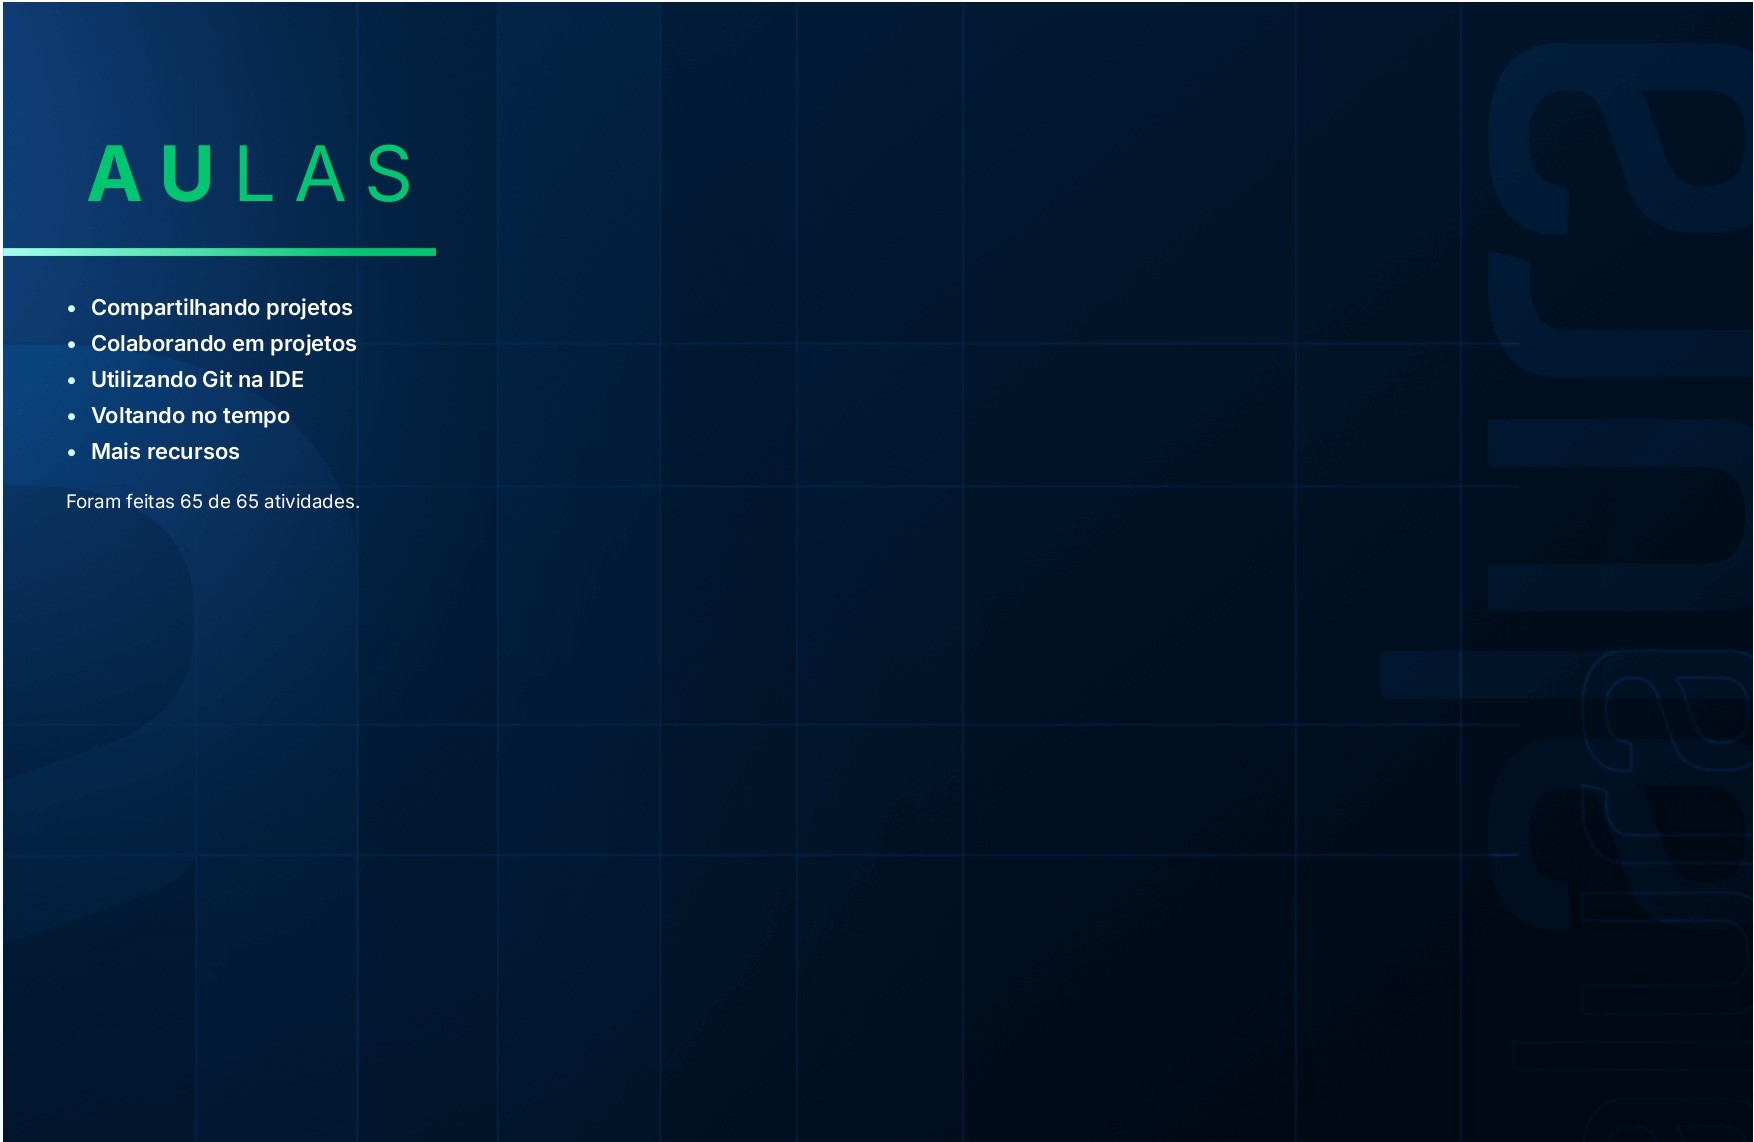 AULAS
• Compartilhando projetos
• Colaborando em projetos
• Utilizando Git na IDE
• Voltando no tempo
• Mais recursos
Foram feitas 65 de 65 atividades.
alura
alura